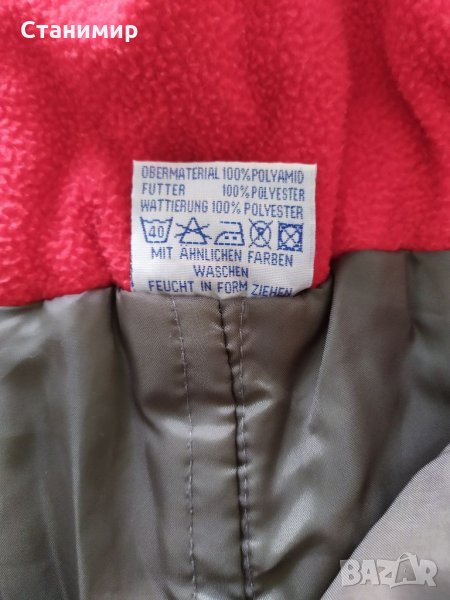 Станимир
OBERMATERIAL 100% POLYAMID
FUTTER 100% POLYESTER
WATTIERUNG 100% POLYESTER
40
MIT ÄHNLICHEN FARBEN
WASCHEN
FEUCHT IN FORM ZIEHEN
BAZAR